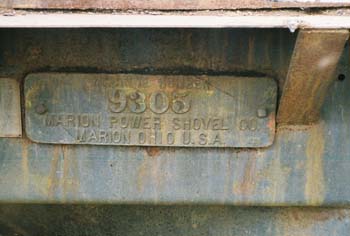 9305
MARION POWER SHOVEL CO.
MARION OHIO U.S.A.